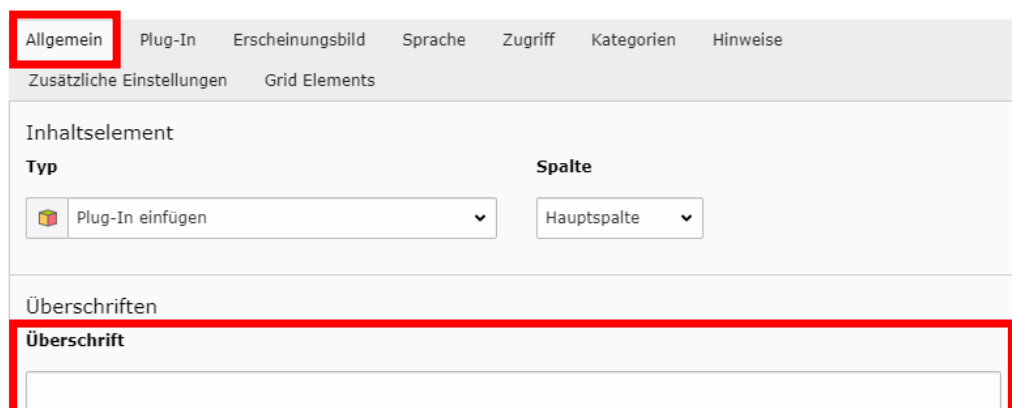 Allgemein Plug-In Erscheinungsbild Sprache Zugriff Kategorien Hinweise
Zusätzliche Einstellungen Grid Elements
Inhaltselement
Typ Spalte
Plug-In einfügen Hauptspalte
Überschriften
Überschrift